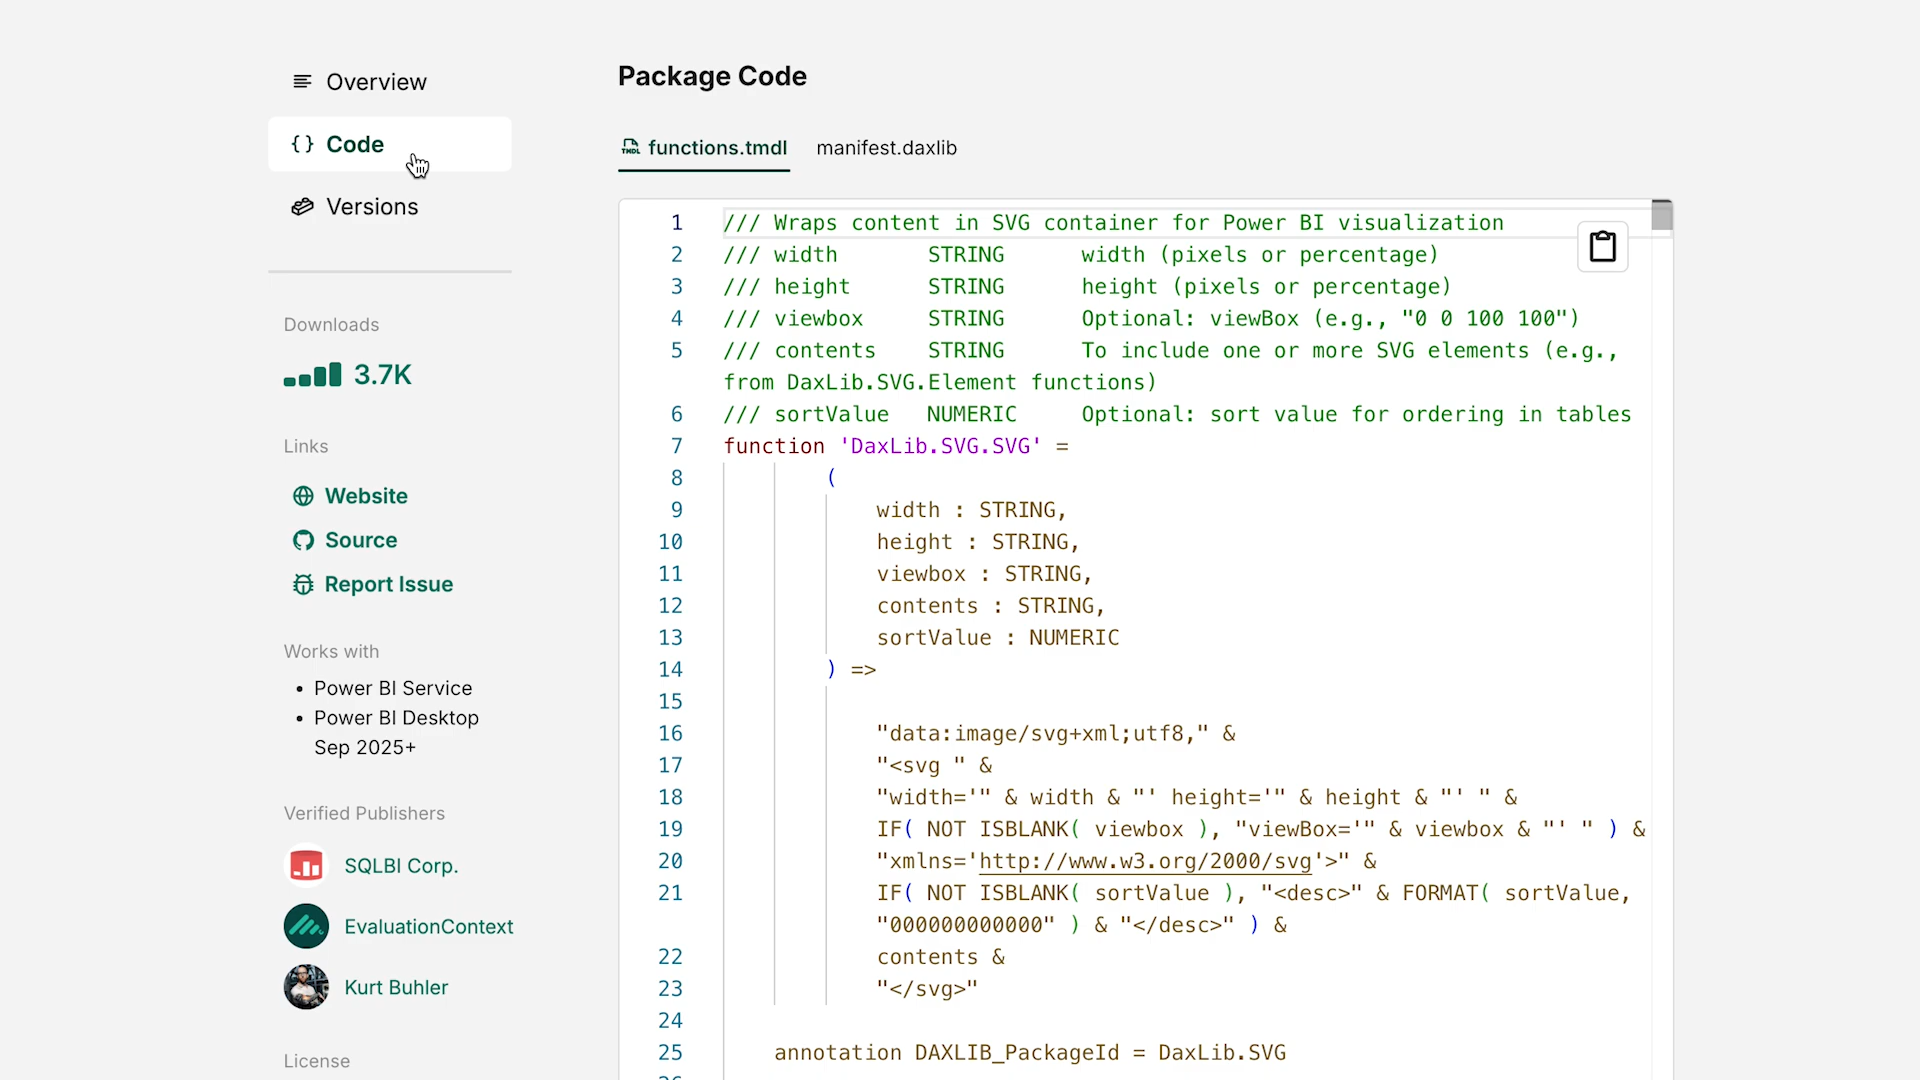 Overview
Code
Versions
Downloads
3.7K
Links
Website
Source
Report Issue
Works with
• Power BI Service
• Power BI Desktop
Sep 2025+
Verified Publishers
SQLBI Corp.
EvaluationContext
Kurt Buhler
License
Package Code
functions.tmdl manifest.daxlib
1 /// Wraps content in SVG container for Power BI visualization
2 /// width STRING width (pixels or percentage)
3 /// height STRING height (pixels or percentage)
4 /// viewbox STRING Optional: viewBox (e.g., "0 0 100 100")
5 /// contents STRING To include one or more SVG elements (e.g.,
from DaxLib.SVG.Element functions)
6 /// sortValue NUMERIC Optional: sort value for ordering in tables
7 function 'DaxLib.SVG.SVG' =
8 (
9 width : STRING,
10 height : STRING,
11 viewbox : STRING,
12 contents : STRING,
13 sortValue : NUMERIC
14 ) =>
15
16 "data:image/svg+xml;utf8," &
17 "<svg " &
18 "width='" & width & "' height='" & height & "' " &
19 IF( NOT ISBLANK( viewbox ), "viewBox='" & viewbox & "' " ) &
20 "xmlns='http://www.w3.org/2000/svg'>" &
21 IF( NOT ISBLANK( sortValue ), "<desc>" & FORMAT( sortValue,
"000000000000" ) & "</desc>" ) &
22 contents &
23 "</svg>"
24
25 annotation DAXLIB_PackageId = DaxLib.SVG